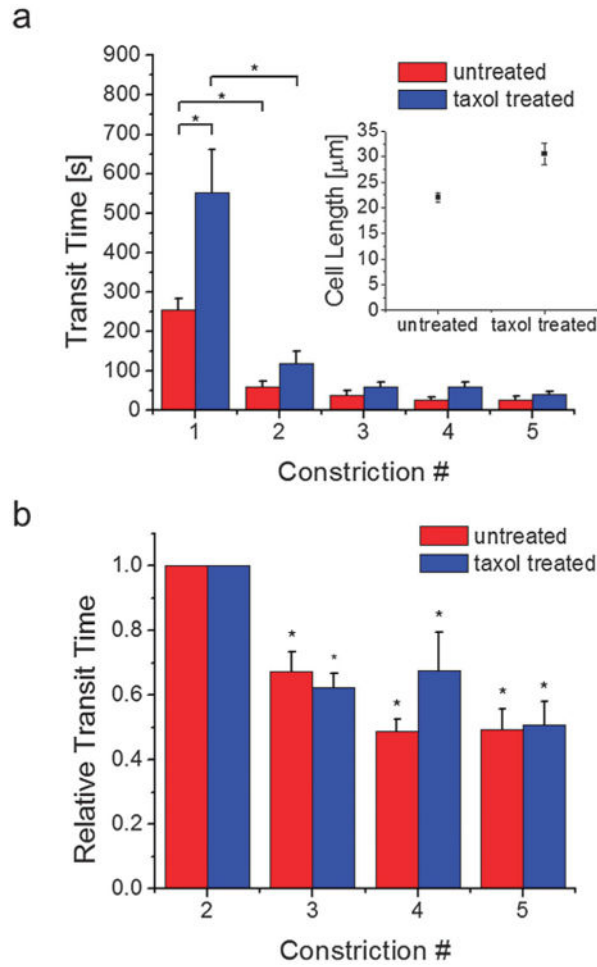 a
900
800
700
600
500
400
300
200
100
0
Transit Time [s]
*
*
*
untreated
taxol treated
35
30
25
20
15
10
5
0
Cell Length [μm]
untreated taxol treated
1 2 3 4 5
Constriction #
b
untreated
taxol treated
1.0
0.8
0.6
0.4
0.2
0.0
Relative Transit Time
* * * * * *
2 3 4 5
Constriction #